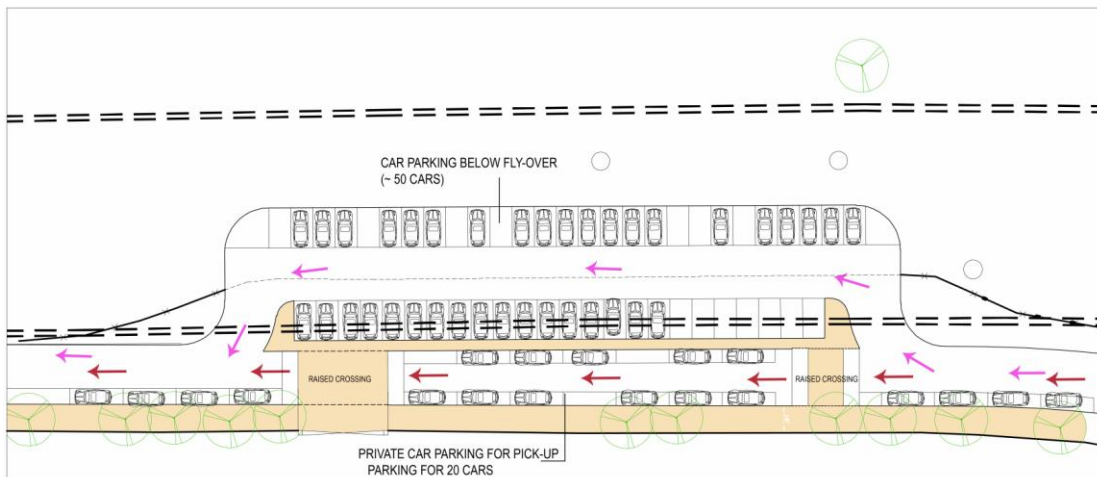 CAR PARKING BELOW FLY-OVER
(~ 50 CARS)
RAISED CROSSING
RAISED CROSSING
PRIVATE CAR PARKING FOR PICK-UP
PARKING FOR 20 CARS